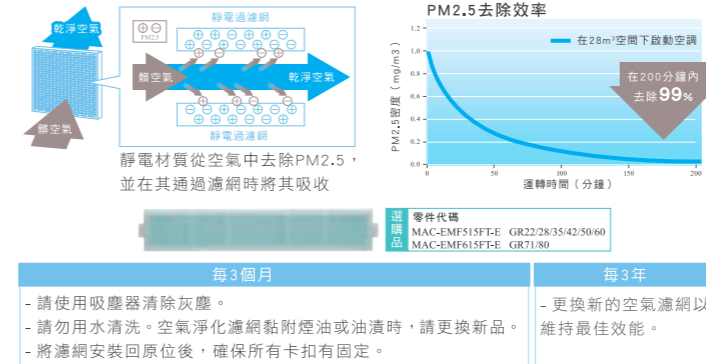 乾淨空氣
髒空氣
⊕⊖
PM2.5
靜電過濾網
髒空氣
乾淨空氣
靜電過濾網
靜電材質從空氣中去除PM2.5，
並在其通過濾網時將其吸收
PM2.5去除效率
在28m³空間下啟動空調
在200分鐘內
去除99%
PM2.5密度（mg/m3）
1.2
1.0
0.8
0.6
0.4
0.2
0.0
0 50 100 150 200
運轉時間（分鐘）
選購品
零件代碼
MAC-EMF515FT-E GR22/28/35/42/50/60
MAC-EMF615FT-E GR71/80
每3個月
- 請使用吸塵器清除灰塵。
- 請勿用水清洗。空氣淨化濾網黏附煙油或油漬時，請更換新品。
- 將濾網安裝回原位後，確保所有卡扣有固定。
每3年
- 更換新的空氣濾網以
維持最佳效能。